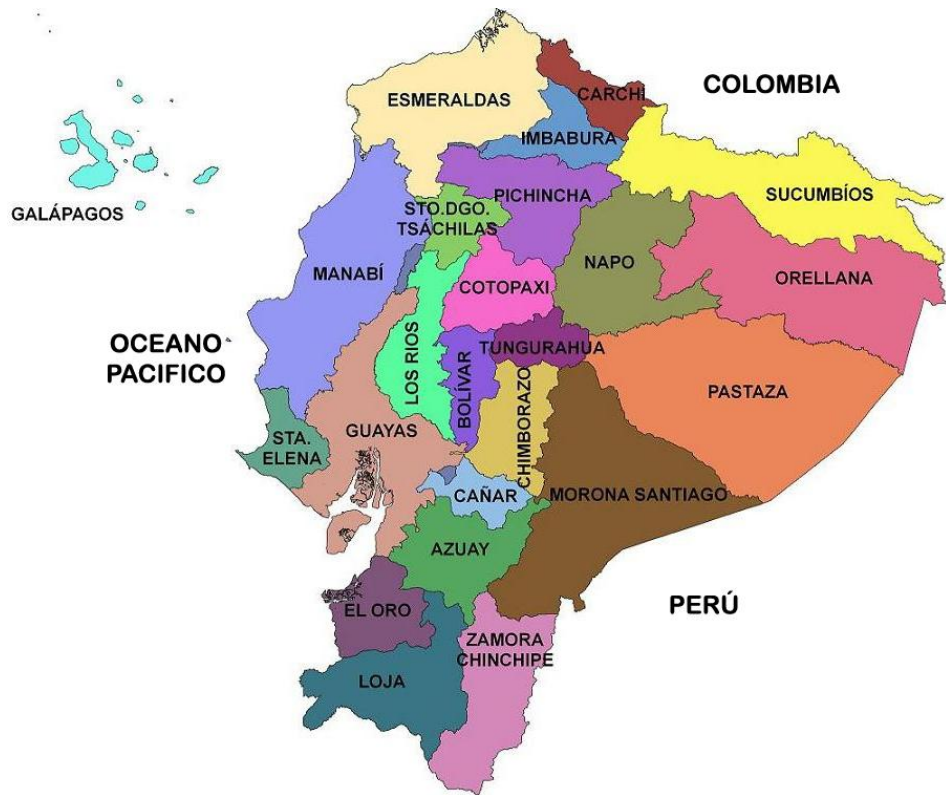 COLOMBIA
CARCHI
ESMERALDAS
IMBABURA
PICHINCHA
SUCUMBÍOS
GALÁPAGOS
STO.DGO.
TSÁCHILAS
NAPO
MANABÍ
COTOPAXI
ORELLANA
OCEANO
PACIFICO
LOS RIOS
BOLÍVAR
TUNGURAHUA
CHIMBORAZO
PASTAZA
STA.
ELENA
GUAYAS
CAÑAR
MORONA SANTIAGO
AZUAY
PERÚ
EL ORO
ZAMORA
CHINCHIPE
LOJA